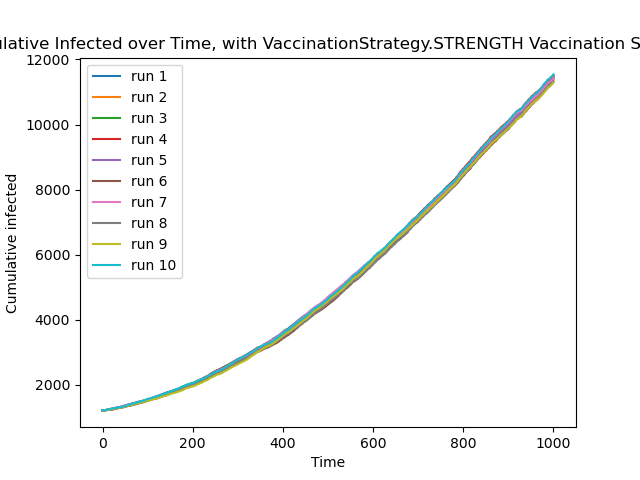 lative Infected over Time, with VaccinationStrategy.STRENGTH Vaccination S
12000
10000
8000
6000
4000
2000
Cumulative infected
run 1
run 2
run 3
run 4
run 5
run 6
run 7
run 8
run 9
run 10
0 200 400 600 800 1000
Time